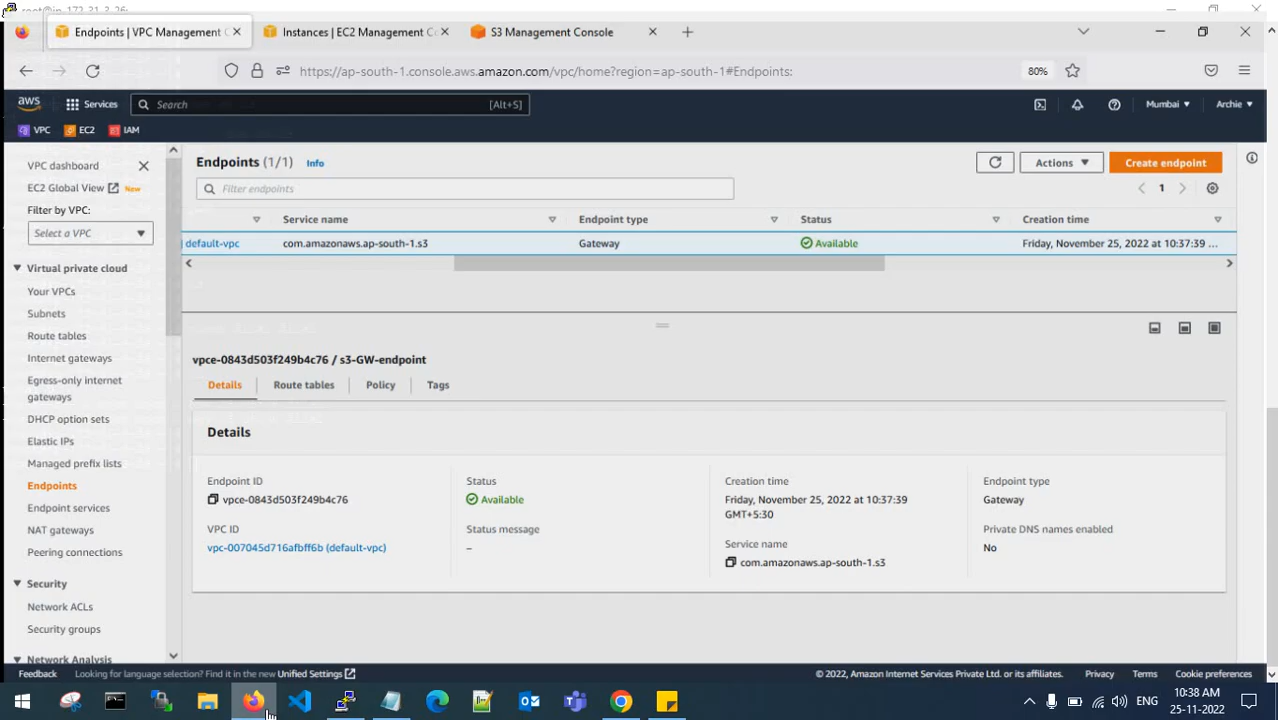 root@ip-172-31-3-26:
Endpoints | VPC Management C
Instances | EC2 Management Co
S3 Management Console
https://ap-south-1.console.aws.amazon.com/vpc/home?region=ap-south-1#Endpoints:
80%
aws
Services
Search
[Alt+S]
Mumbai
Archie
VPC
EC2
IAM
VPC dashboard
EC2 Global View
New
Filter by VPC:
Select a VPC
Virtual private cloud
Your VPCs
Subnets
Route tables
Internet gateways
Egress-only internet
gateways
DHCP option sets
Elastic IPs
Managed prefix lists
Endpoints
Endpoint services
NAT gateways
Peering connections
Security
Network ACLs
Security groups
Network Analysis
Endpoints (1/1)
Info
Actions
Create endpoint
Filter endpoints
1
Service name
Endpoint type
Status
Creation time
| default-vpc
com.amazonaws.ap-south-1.s3
Gateway
Available
Friday, November 25, 2022 at 10:37:39 ...
vpce-0843d503f249b4c76 / s3-GW-endpoint
Details
Route tables
Policy
Tags
Details
Endpoint ID
vpce-0843d503f249b4c76
Status
Available
Creation time
Friday, November 25, 2022 at 10:37:39
GMT+5:30
Endpoint type
Gateway
VPC ID
vpc-007045d716afbff6b (default-vpc)
Status message
–
Service name
com.amazonaws.ap-south-1.s3
Private DNS names enabled
No
Feedback
Looking for language selection? Find it in the new Unified Settings
© 2022, Amazon Internet Services Private Ltd. or its affiliates.
Privacy
Terms
Cookie preferences
ENG
10:38 AM
25-11-2022